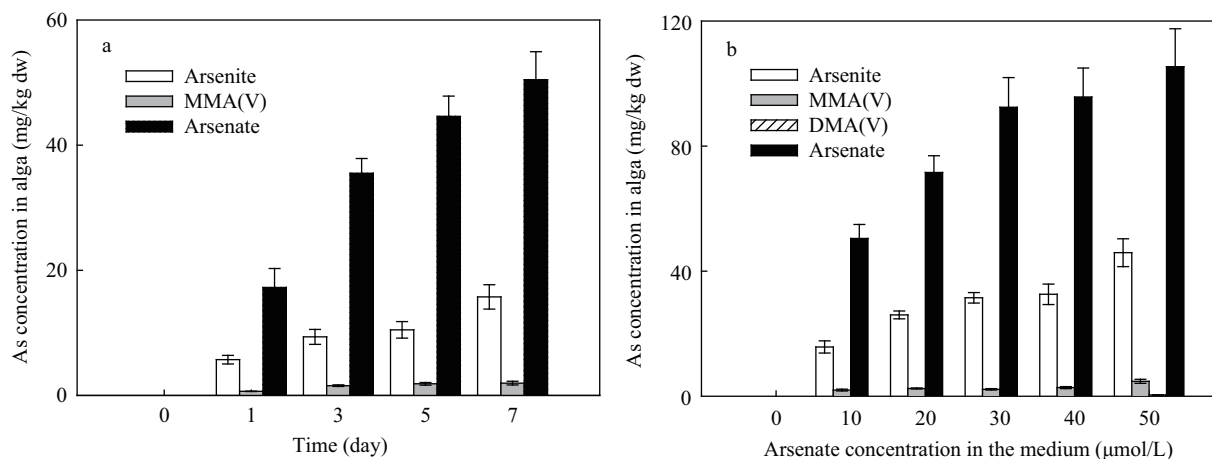 a
Arsenite
MMA(V)
Arsenate
As concentration in alga (mg/kg dw)
60
40
20
0
0 1 3 5 7
Time (day)
b
Arsenite
MMA(V)
DMA(V)
Arsenate
As concentration in alga (mg/kg dw)
120
80
40
0
0 10 20 30 40 50
Arsenate concentration in the medium (μmol/L)